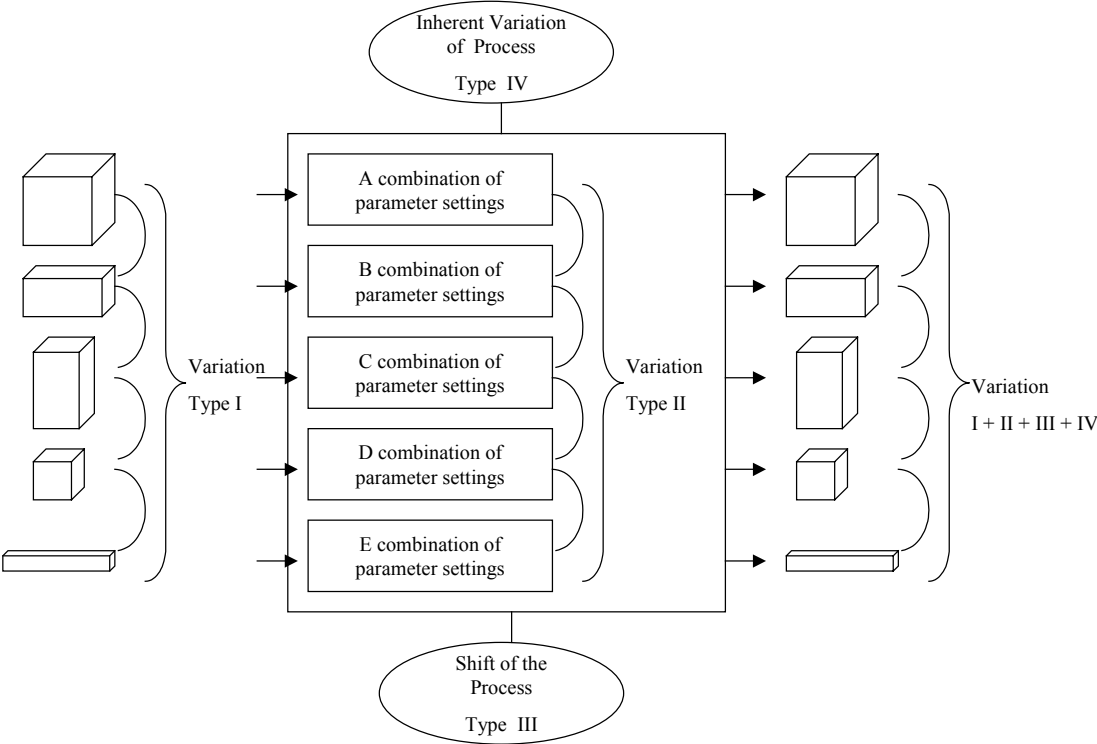 Inherent Variation
of Process
Type IV
A combination of
parameter settings
B combination of
parameter settings
Variation
Type I
C combination of
parameter settings
Variation
Type II
Variation
I + II + III + IV
D combination of
parameter settings
E combination of
parameter settings
Shift of the
Process
Type III